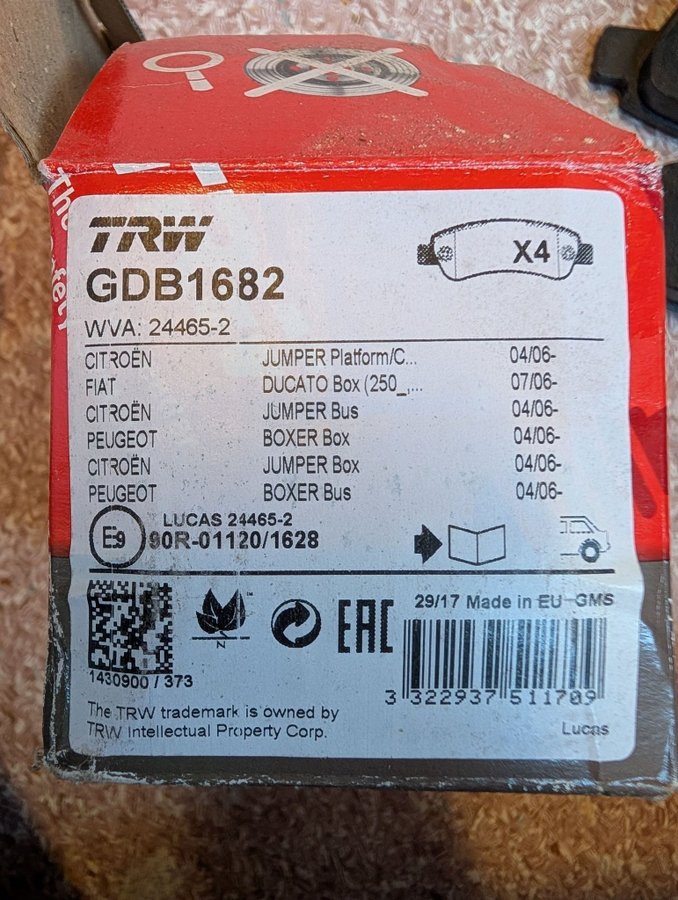 TRW
X4
GDB1682
WVA: 24465-2
CITROËN JUMPER Platform/C... 04/06-
FIAT DUCATO Box (250_,... 07/06-
CITROËN JUMPER Bus 04/06-
PEUGEOT BOXER Box 04/06-
CITROËN JUMPER Box 04/06-
PEUGEOT BOXER Bus 04/06-
LUCAS 24465-2
E9 90R-01120/1628
29/17 Made in EU-GMS
TM
N
EAC
1430900 / 373
3 322937 511709
The TRW trademark is owned by
TRW Intellectual Property Corp.
Lucas
The